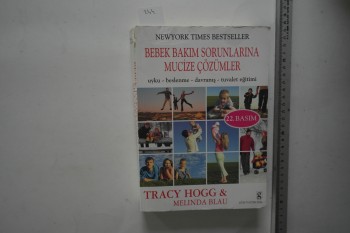 NEWYORK TIMES BESTSELLER
BEBEK BAKIM SORUNLARINA
MUCİZE ÇÖZÜMLER
uyku - beslenme - davranış - tuvalet eğitimi
22. BASIM
TRACY HOGG &
MELINDA BLAU